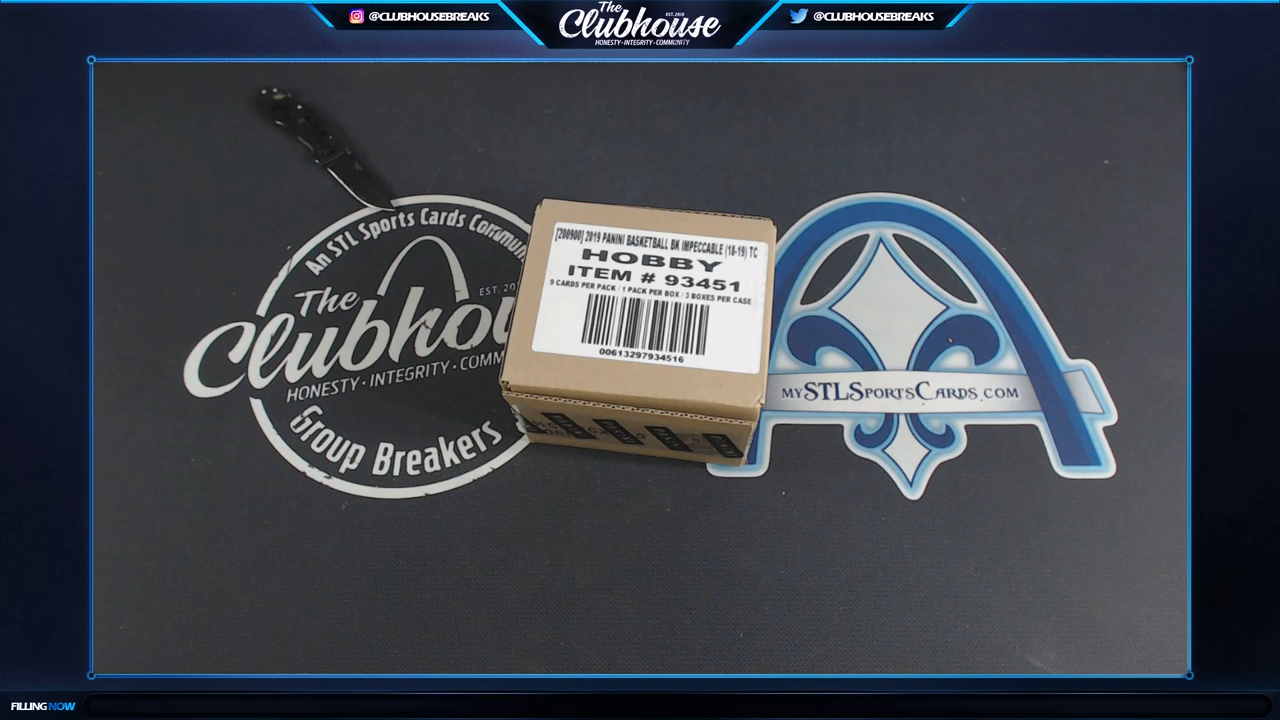 @CLUBHOUSEBREAKS
The
Clubhouse
EST. 2018
HONESTY • INTEGRITY • COMMUNITY
@CLUBHOUSEBREAKS
An STL Sports Cards Commun
The
Clubhou
EST. 20
HONESTY • INTEGRITY • COMM
Group Breakers
[200900] 2019 PANINI BASKETBALL BK IMPECCABLE (18-19) TC
HOBBY
ITEM # 93451
9 CARDS PER PACK / 1 PACK PER BOX / 3 BOXES PER CASE
00613297934516
MYSTLSPORTSCARDS.COM
FILLING NOW